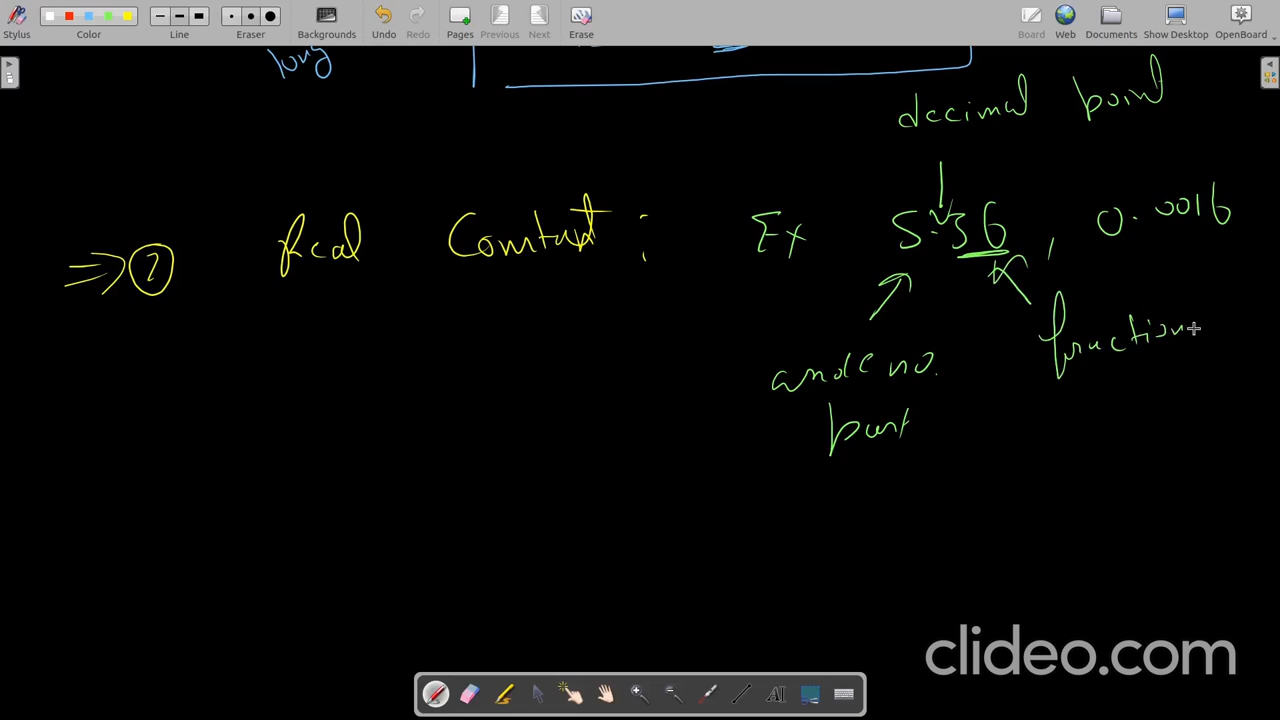 Stylus Color Line Eraser Backgrounds Undo Redo Pages Previous Next Erase Board Web Documents Show Desktop OpenBoard
long
decimal point
2 Real Constant : Ex 5.36 , 0.0016
fraction
whole no.
part
clideo.com
AI